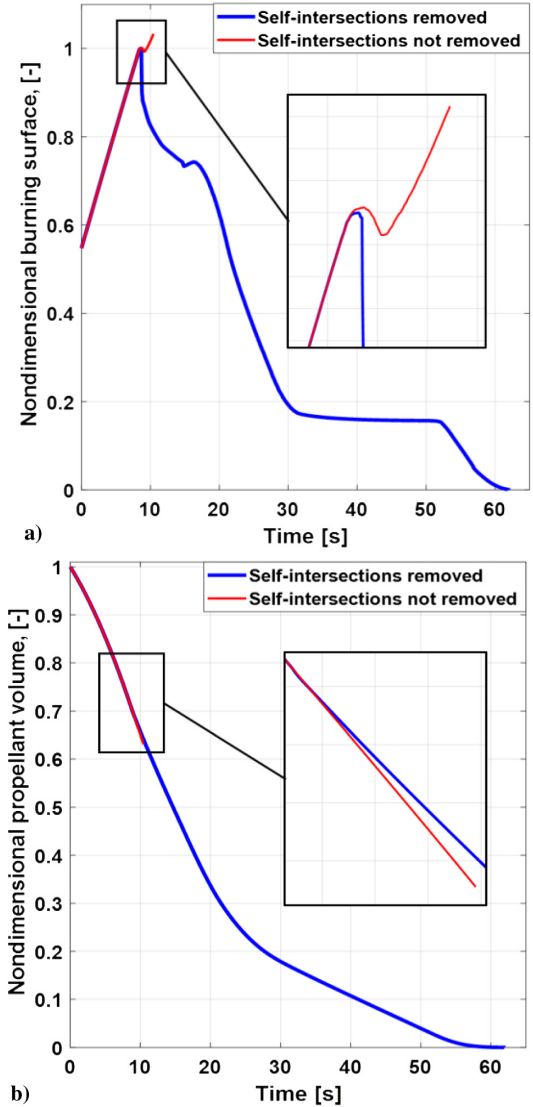 Self-intersections removed
Self-intersections not removed
1
0.8
0.6
0.4
0.2
0
Nondimensional burning surface, [-]
0 10 20 30 40 50 60
Time [s]
a)
Self-intersections removed
Self-intersections not removed
1
0.9
0.8
0.7
0.6
0.5
0.4
0.3
0.2
0.1
0
Nondimensional propellant volume, [-]
0 10 20 30 40 50 60
Time [s]
b)